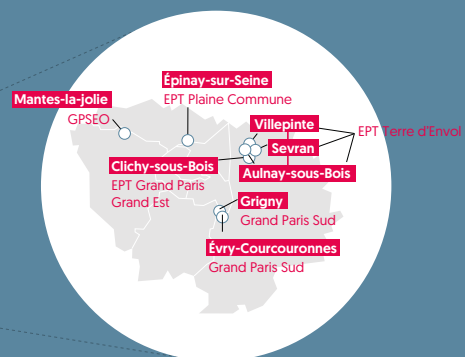 Épinay-sur-Seine
EPT Plaine Commune
Mantes-la-jolie
GPSEO
Villepinte
EPT Terre d'Envol
Sevran
Clichy-sous-Bois
EPT Grand Paris
Grand Est
Aulnay-sous-Bois
Grigny
Grand Paris Sud
Évry-Courcouronnes
Grand Paris Sud